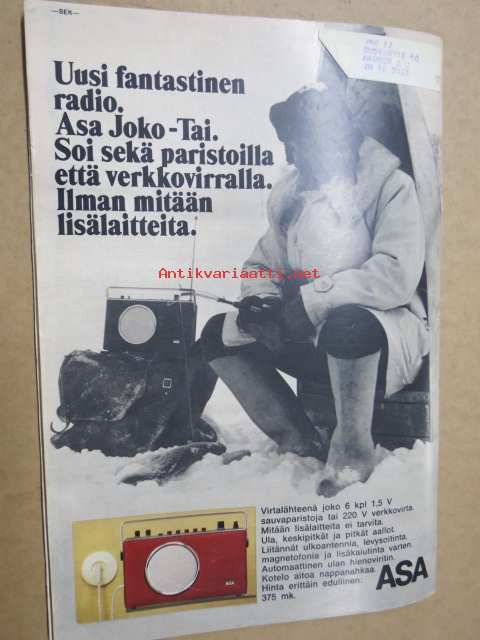 —SEK—
Uusi fantastinen
radio.
Asa Joko-Tai.
Soi sekä paristoilla
että verkkovirralla.
Ilman mitään
lisälaitteita.
Antikvariaatti.net
Virtalähteenä joko 6 kpl 1,5 V
sauvaparistoja tai 220 V verkkovirta.
Mitään lisälaitteita ei tarvita.
Ula, keskipitkät ja pitkät aallot.
Liitännät ulkoantennia, levysoitinta,
magnetofonia ja lisäkaiutinta varten.
Automaattinen ulan hienoviritin.
Kotelo aitoa nappanahkaa.
Hinta erittäin edullinen:
375 mk.
ASA
ASA